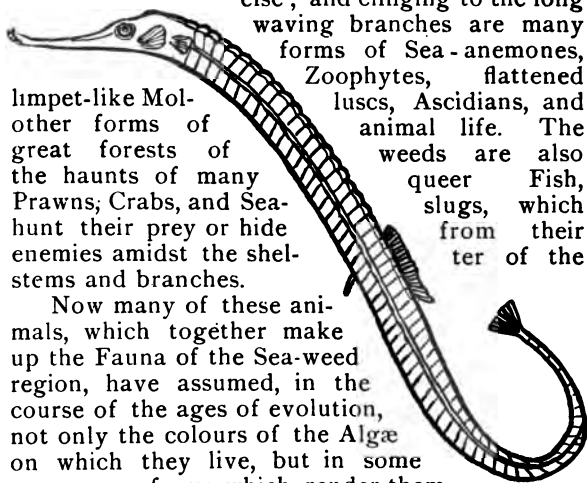 else, and clinging to the long
waving branches are many
forms of Sea-anemones,
Zoophytes, flattened
limpet-like Mol- luscs, Ascidians, and
other forms of animal life. The
great forests of weeds are also
the haunts of many queer Fish,
Prawns, Crabs, and Sea- slugs, which
hunt their prey or hide from their
enemies amidst the shel- ter of the
stems and branches.
Now many of these ani-
mals, which together make
up the Fauna of the Sea-weed
region, have assumed, in the
course of the ages of evolution,
not only the colours of the Algæ
on which they live, but in some
forms which render them